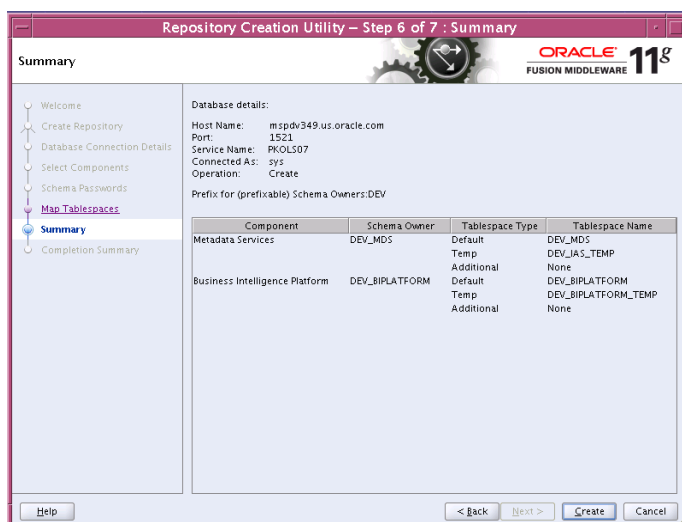 Repository Creation Utility – Step 6 of 7 : Summary
Summary
ORACLE
FUSION MIDDLEWARE 11g
Welcome
Create Repository
Database Connection Details
Select Components
Schema Passwords
Map Tablespaces
Summary
Completion Summary
Database details:
Host Name: mspdv349.us.oracle.com
Port: 1521
Service Name: PKOLS07
Connected As: sys
Operation: Create
Prefix for (prefixable) Schema Owners:DEV
Component Schema Owner Tablespace Type Tablespace Name
Metadata Services DEV_MDS Default DEV_MDS
Temp DEV_IAS_TEMP
Additional None
Business Intelligence Platform DEV_BIPLATFORM Default DEV_BIPLATFORM
Temp DEV_BIPLATFORM_TEMP
Additional None
Help < Back Next > Create Cancel